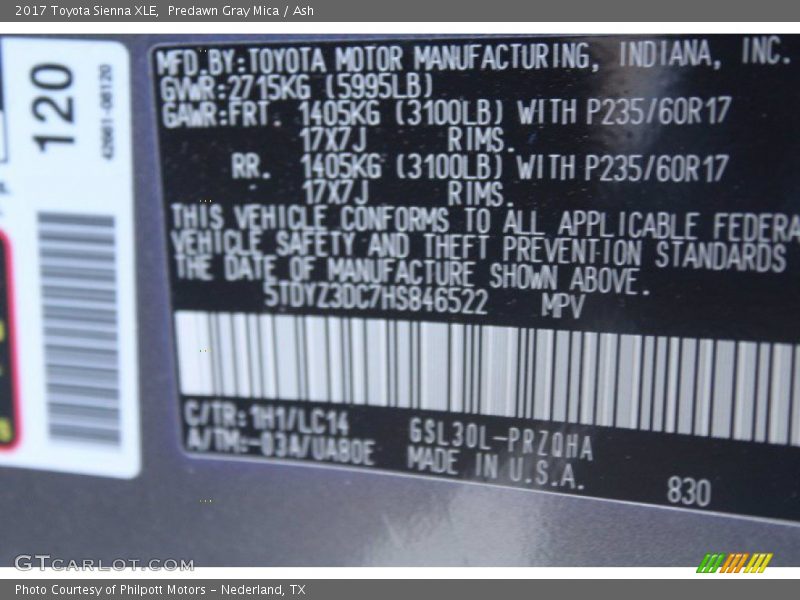 2017 Toyota Sienna XLE, Predawn Gray Mica / Ash
120
42661-08120
MFD.BY:TOYOTA MOTOR MANUFACTURING, INDIANA, INC.
GVWR:2715KG (5995LB)
GAWR:FRT. 1405KG (3100LB) WITH P235/60R17
17X7J RIMS.
RR. 1405KG (3100LB) WITH P235/60R17
17X7J RIMS.
THIS VEHICLE CONFORMS TO ALL APPLICABLE FEDERA
VEHICLE SAFETY AND THEFT PREVENTION STANDARDS
THE DATE OF MANUFACTURE SHOWN ABOVE.
5TDYZ3DC7HS846522 MPV
C/TR:1H1/LC14
A/TM:-03A/UA80E
GSL30L-PRZQHA
MADE IN U.S.A.
830
GTCARLOT.COM
Photo Courtesy of Philpott Motors - Nederland, TX